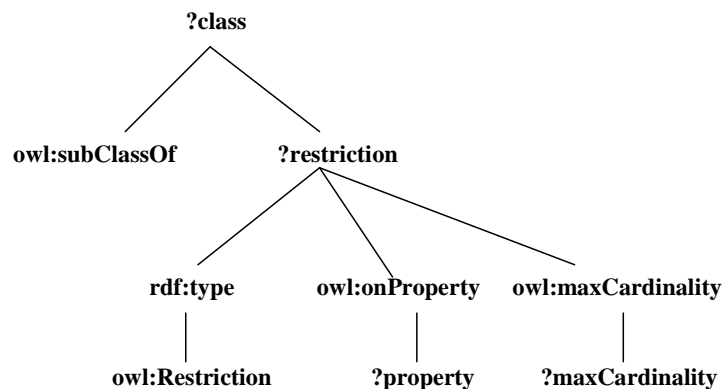 ?class
owl:subClassOf ?restriction
rdf:type owl:onProperty owl:maxCardinality
owl:Restriction ?property ?maxCardinality